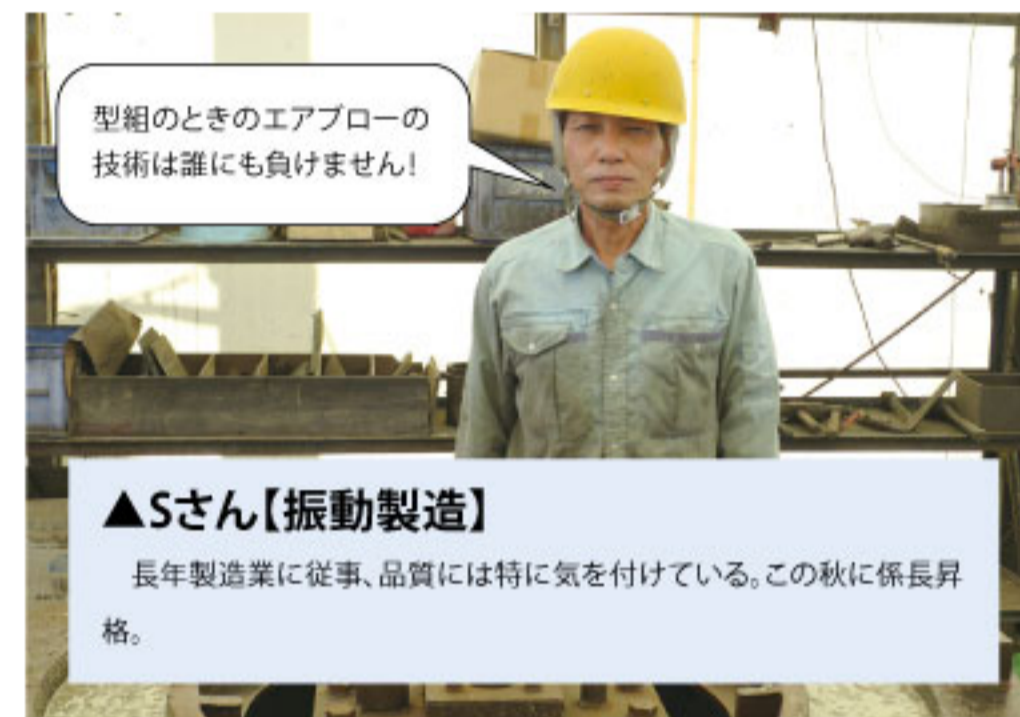 型組のときのエアブローの
技術は誰にも負けません!
▲Sさん【振動製造】
長年製造業に従事、品質には特に気を付けている。この秋に係長昇
格。